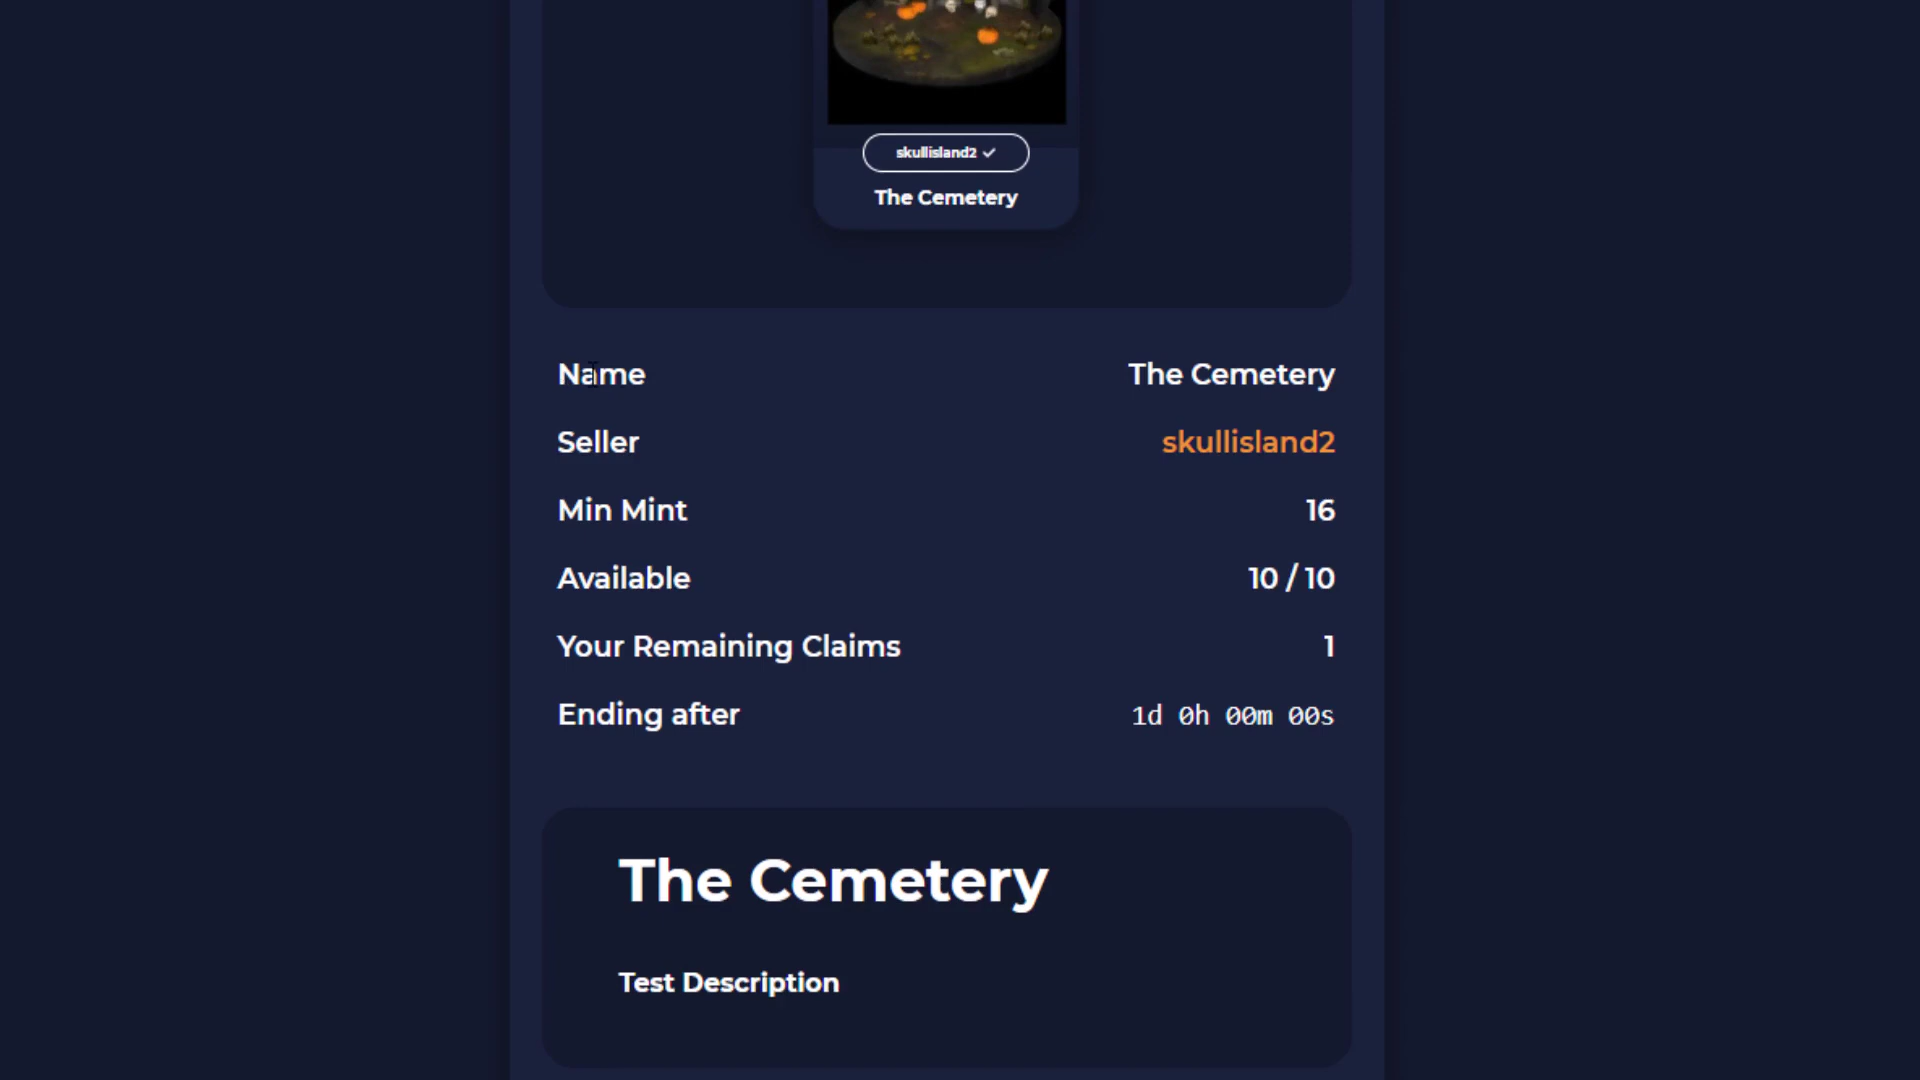 skullisland2
The Cemetery
Name The Cemetery
Seller skullisland2
Min Mint 16
Available 10 / 10
Your Remaining Claims 1
Ending after 1d 0h 00m 00s
The Cemetery
Test Description